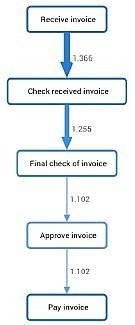 Receive invoice
1.366
Check received invoice
1.255
Final check of invoice
1.102
Approve invoice
1.102
Pay invoice